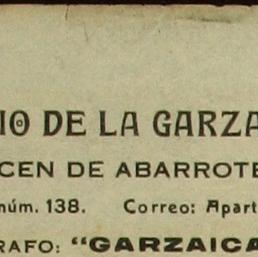 IO DE LA GARZA
CEN DE ABARROTE
núm. 138. Correo: Apart
RAFO: "GARZAICA